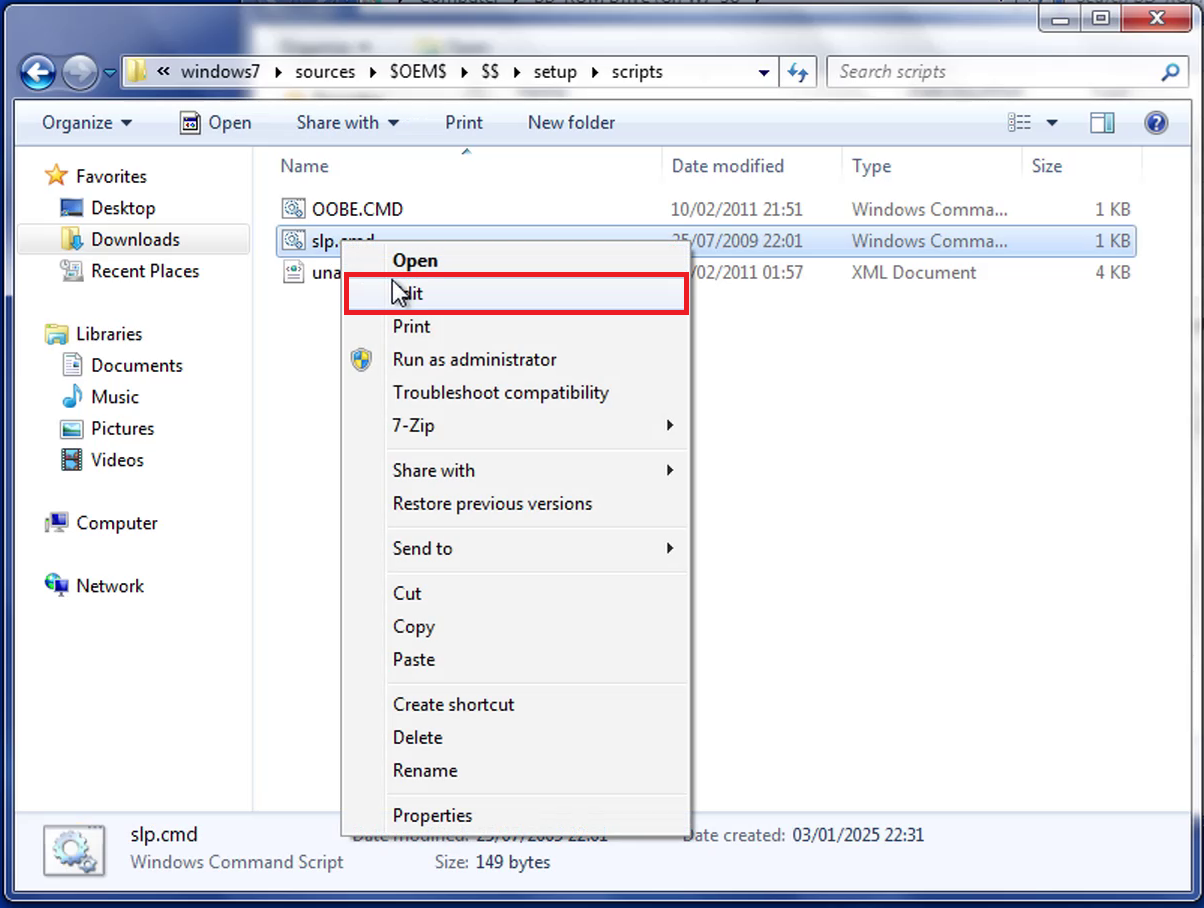 « windows7 ▸ sources ▸ $OEM$ ▸ $$ ▸ setup ▸ scripts
Search scripts
Organize Open Share with Print New folder
Name Date modified Type Size
Favorites
Desktop
Downloads
Recent Places
Libraries
Documents
Music
Pictures
Videos
Computer
Network
OOBE.CMD 10/02/2011 21:51 Windows Comma... 1 KB
slp.cmd 25/07/2009 22:01 Windows Comma... 1 KB
una /02/2011 01:57 XML Document 4 KB
Open
dit
Print
Run as administrator
Troubleshoot compatibility
7-Zip
Share with
Restore previous versions
Send to
Cut
Copy
Paste
Create shortcut
Delete
Rename
Properties
slp.cmd Date modified: 25/07/2009 22:01 Date created: 03/01/2025 22:31
Windows Command Script Size: 149 bytes